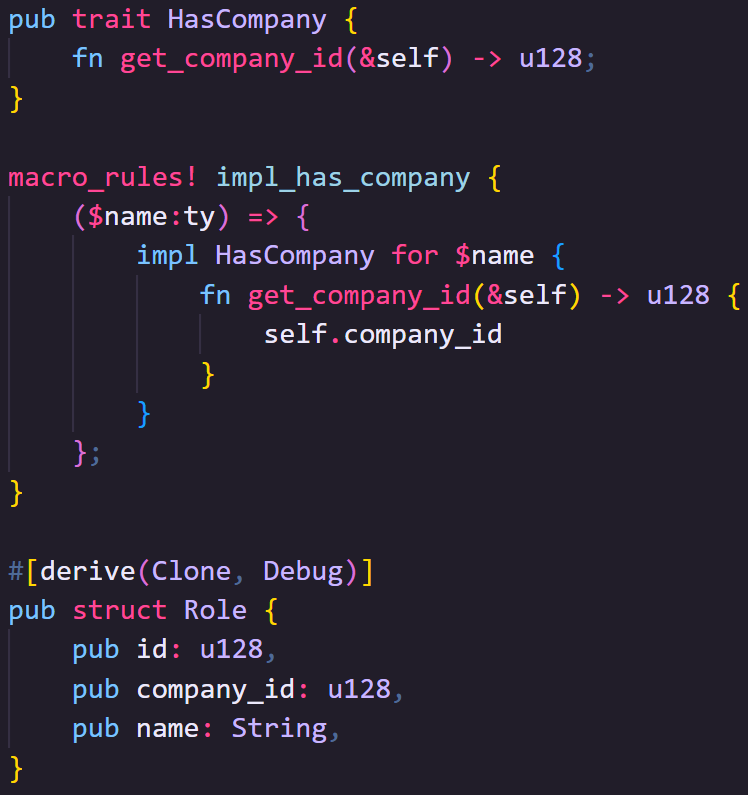 pub trait HasCompany {
    fn get_company_id(&self) -> u128;
}

macro_rules! impl_has_company {
    ($name:ty) => {
        impl HasCompany for $name {
            fn get_company_id(&self) -> u128 {
                self.company_id
            }
        }
    };
}

#[derive(Clone, Debug)]
pub struct Role {
    pub id: u128,
    pub company_id: u128,
    pub name: String,
}